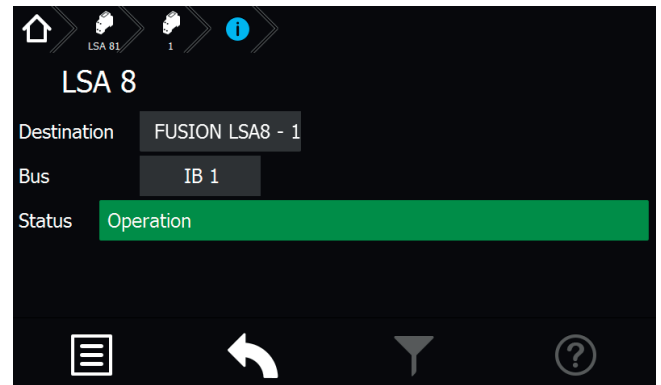 LSA 81
1
i
LSA 8
Destination FUSION LSA8 - 1
Bus IB 1
Status Operation
?